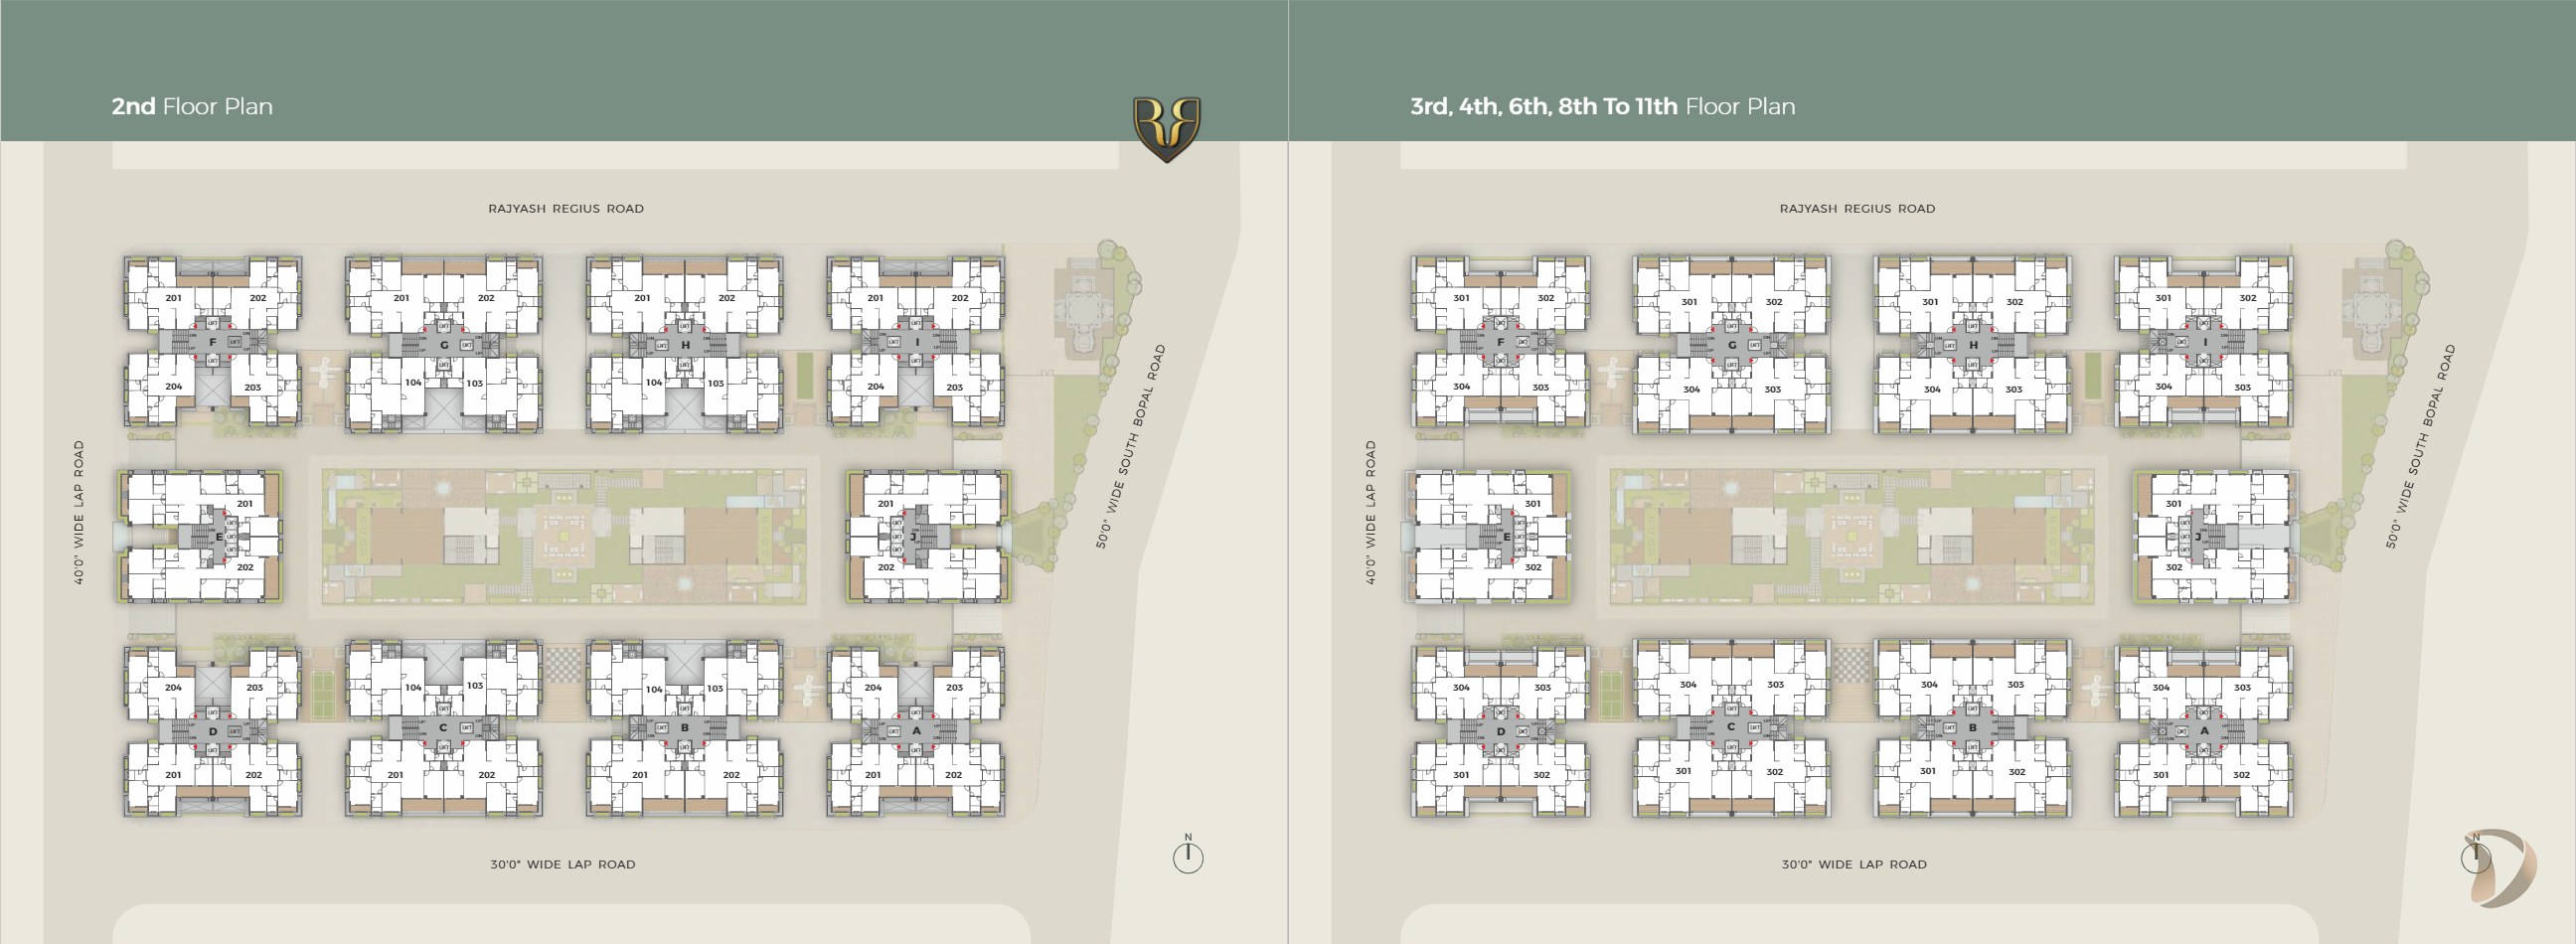 2nd Floor Plan
RAJYASH REGIUS ROAD
201 202 201 202 201 202 201 202
F G H I
204 203 104 103 104 103 204 203
40'0" WIDE LAP ROAD
50'0" WIDE SOUTH BOPAL ROAD
201 201
E J
202 202
204 203 104 103 104 103 204 203
D C B A
201 202 201 202 201 202 201 202
30'0" WIDE LAP ROAD
N
3rd, 4th, 6th, 8th To 11th Floor Plan
RAJYASH REGIUS ROAD
301 302 301 302 301 302 301 302
F G H I
304 303 304 303 304 303 304 303
40'0" WIDE LAP ROAD
50'0" WIDE SOUTH BOPAL ROAD
301 301
E J
302 302
304 303 304 303 304 303 304 303
D C B A
301 302 301 302 301 302 301 302
30'0" WIDE LAP ROAD
N